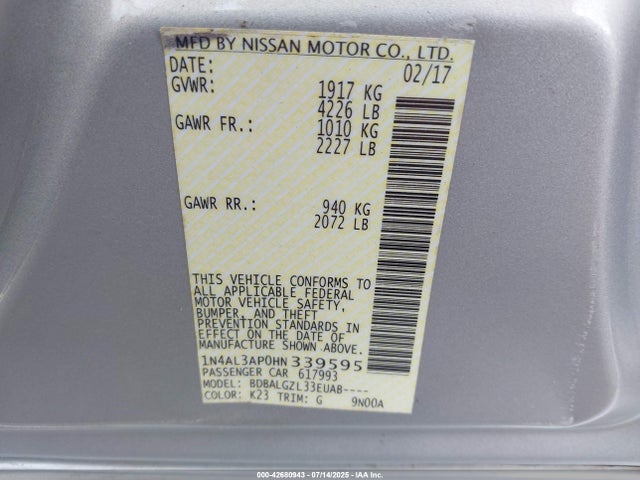 MFD BY NISSAN MOTOR CO., LTD.
DATE: 02/17
GVWR: 1917 KG
4226 LB
GAWR FR.: 1010 KG
2227 LB
GAWR RR.: 940 KG
2072 LB
THIS VEHICLE CONFORMS TO
ALL APPLICABLE FEDERAL
MOTOR VEHICLE SAFETY,
BUMPER, AND THEFT
PREVENTION STANDARDS IN
EFFECT ON THE DATE OF
MANUFACTURE SHOWN ABOVE.
1N4AL3AP0HN339595
PASSENGER CAR 617993
MODEL: BDBALGZL33EUAB----
COLOR: K23 TRIM: G 9N00A
000-42680943 - 07/14/2025 - IAAI.com